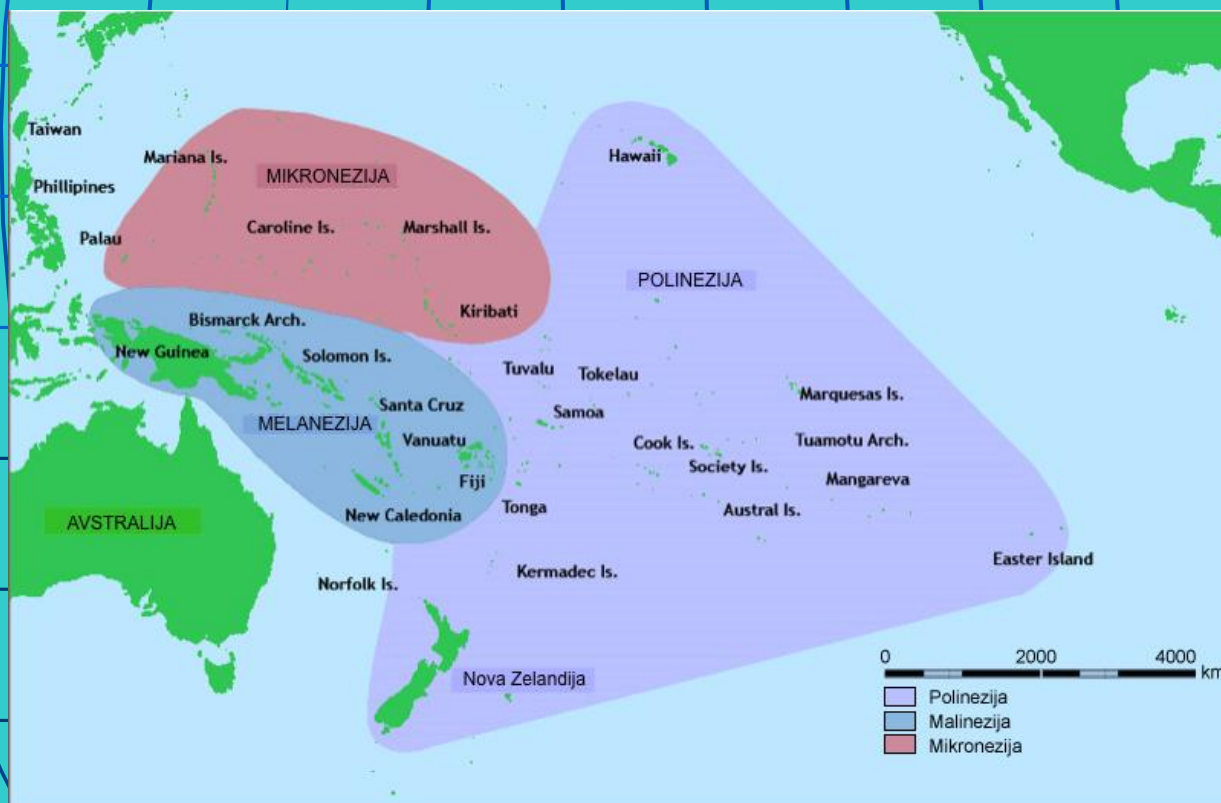 Taiwan
Mariana Is.
Hawaii
MIKRONEZIJA
Phillipines
Caroline Is.
Marshall Is.
Palau
POLINEZIJA
Kiribati
Bismarck Arch.
New Guinea
Solomon Is.
Tuvalu
Tokelau
Marquesas Is.
Santa Cruz
Samoa
MELANEZIJA
Vanuatu
Cook Is.
Tuamotu Arch.
Society Is.
Fiji
Mangareva
Tonga
Austral Is.
New Caledonia
AVSTRALIJA
Easter Island
Kermadec Is.
Norfolk Is.
Nova Zelandija
0 2000 4000
km
Polinezija
Malinezija
Mikronezija